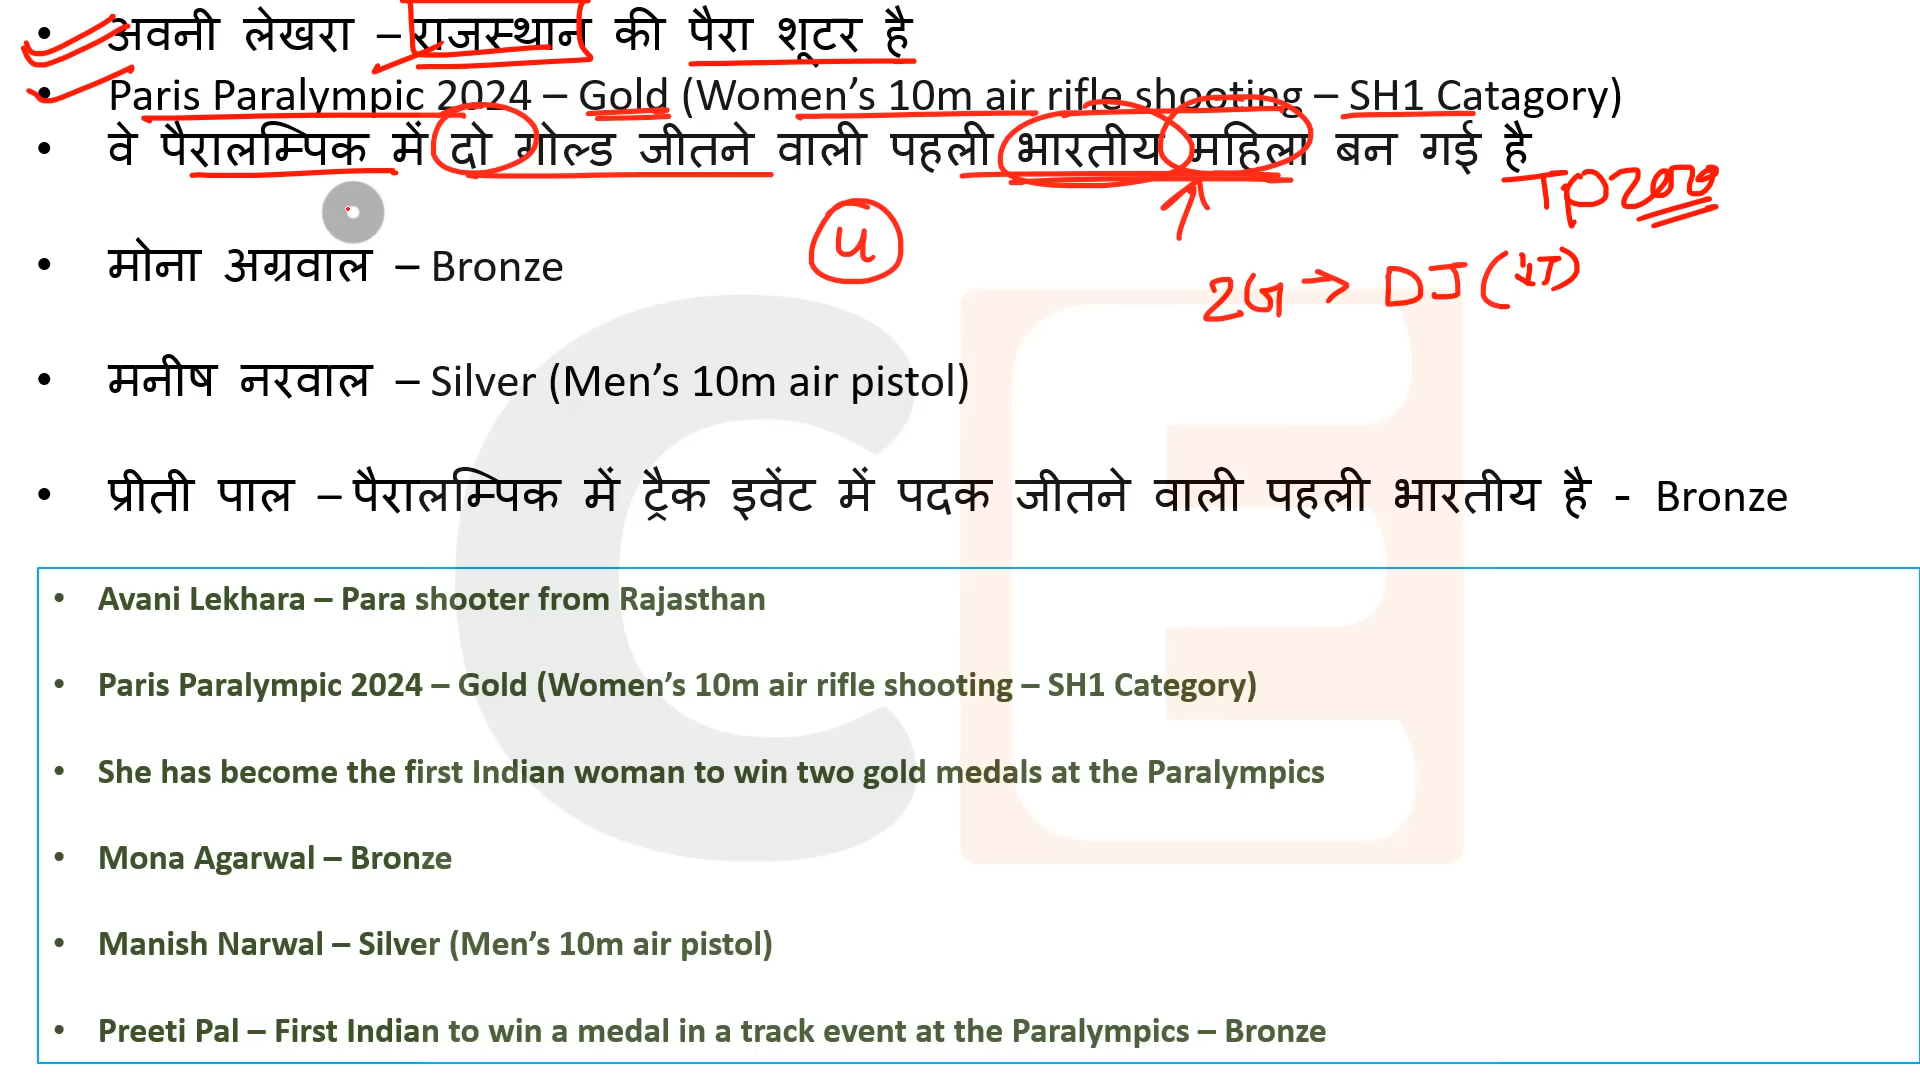 • अवनी लेखरा – राजस्थान की पैरा शूटर है
• Paris Paralympic 2024 – Gold (Women’s 10m air rifle shooting – SH1 Catagory)
• वे पैरालम्पिक में दो गोल्ड जीतने वाली पहली भारतीय महिला बन गई है
TP2020
• मोना अग्रवाल – Bronze
2G → DJ (JT)
• मनीष नरवाल – Silver (Men’s 10m air pistol)
• प्रीती पाल – पैरालम्पिक में ट्रैक इवेंट में पदक जीतने वाली पहली भारतीय है - Bronze
• Avani Lekhara – Para shooter from Rajasthan
• Paris Paralympic 2024 – Gold (Women’s 10m air rifle shooting – SH1 Category)
• She has become the first Indian woman to win two gold medals at the Paralympics
• Mona Agarwal – Bronze
• Manish Narwal – Silver (Men’s 10m air pistol)
• Preeti Pal – First Indian to win a medal in a track event at the Paralympics – Bronze
CE